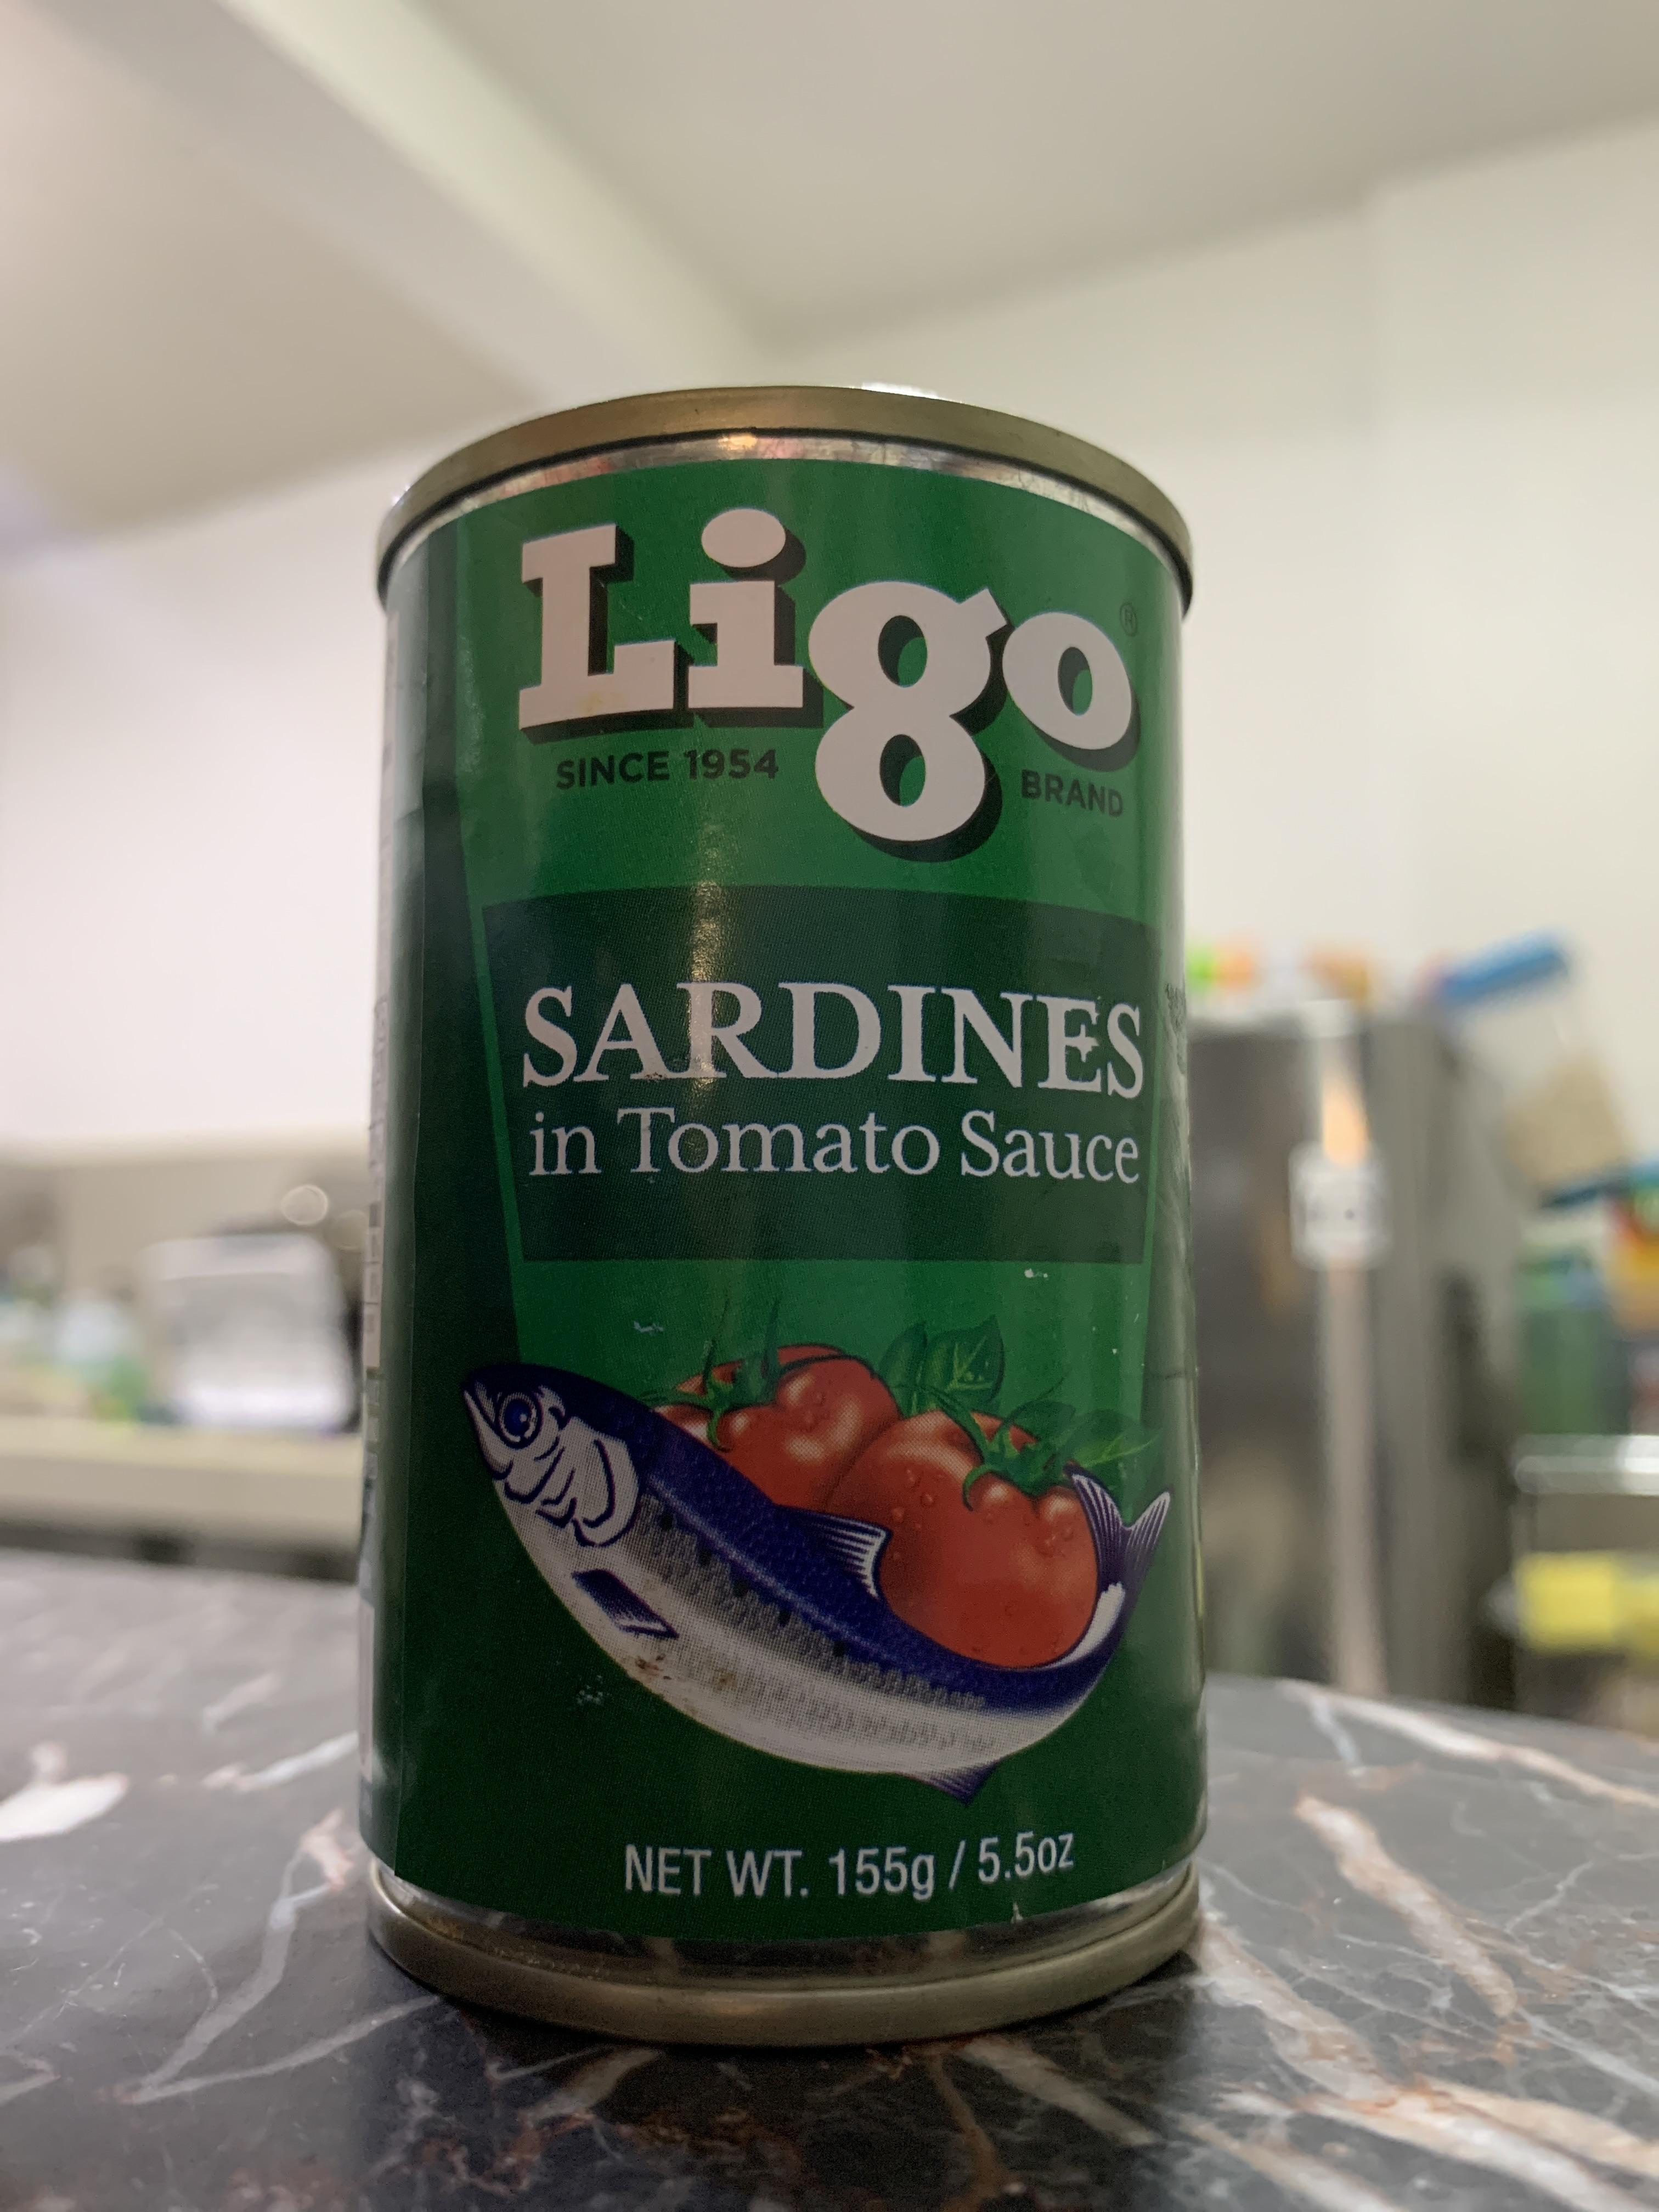 Ligo®
SINCE 1954
BRAND
SARDINES
in Tomato Sauce
NET WT. 155g / 5.5oz